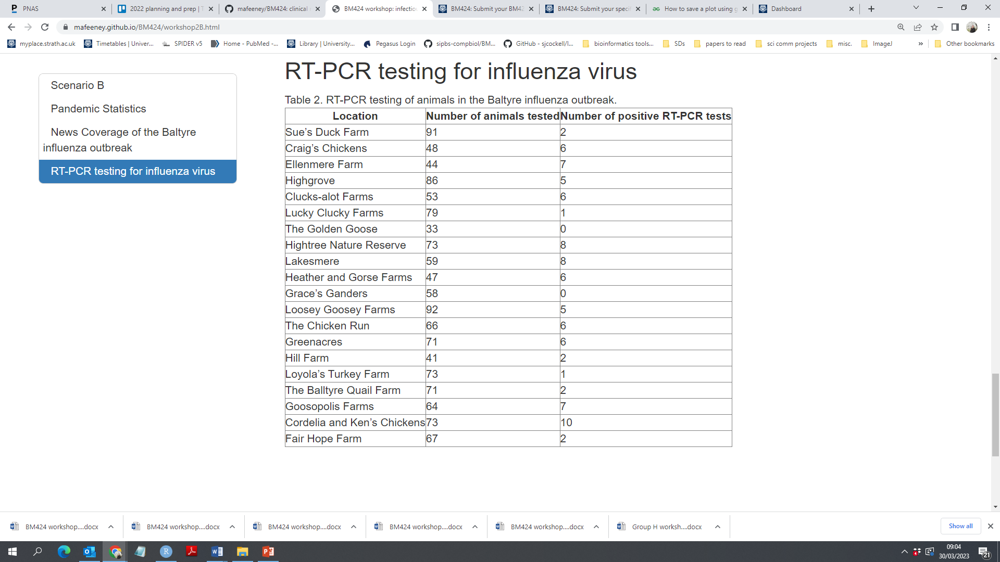 PNAS
2022 planning and prep | T
mafeeney/BM424: clinical
BM424 workshop: infectiou
BM424: Submit your BM42
BM424: Submit your specif
How to save a plot using g
Dashboard
mafeeney.github.io/BM424/workshop2B.html
myplace.strath.ac.uk
Timetables | Univer...
SPIDER v5
Home - PubMed -...
Library | University...
Pegasus Login
sipbs-compbiol/BM...
GitHub - sjcockell/I...
bioinformatics tools...
SDs
papers to read
sci comm projects
misc.
ImageJ
»
Other bookmarks
Scenario B
Pandemic Statistics
News Coverage of the Baltyre
influenza outbreak
RT-PCR testing for influenza virus
RT-PCR testing for influenza virus
Table 2. RT-PCR testing of animals in the Baltyre influenza outbreak.
Location Number of animals tested Number of positive RT-PCR tests
Sue’s Duck Farm 91 2
Craig’s Chickens 48 6
Ellenmere Farm 44 7
Highgrove 86 5
Clucks-alot Farms 53 6
Lucky Clucky Farms 79 1
The Golden Goose 33 0
Hightree Nature Reserve 73 8
Lakesmere 59 8
Heather and Gorse Farms 47 6
Grace’s Ganders 58 0
Loosey Goosey Farms 92 5
The Chicken Run 66 6
Greenacres 71 6
Hill Farm 41 2
Loyola’s Turkey Farm 73 1
The Balltyre Quail Farm 71 2
Goosopolis Farms 64 7
Cordelia and Ken’s Chickens 73 10
Fair Hope Farm 67 2
BM424 workshop....docx
BM424 workshop....docx
BM424 workshop....docx
BM424 workshop....docx
BM424 workshop....docx
Group H worksh....docx
Show all
09:04
30/03/2023
21